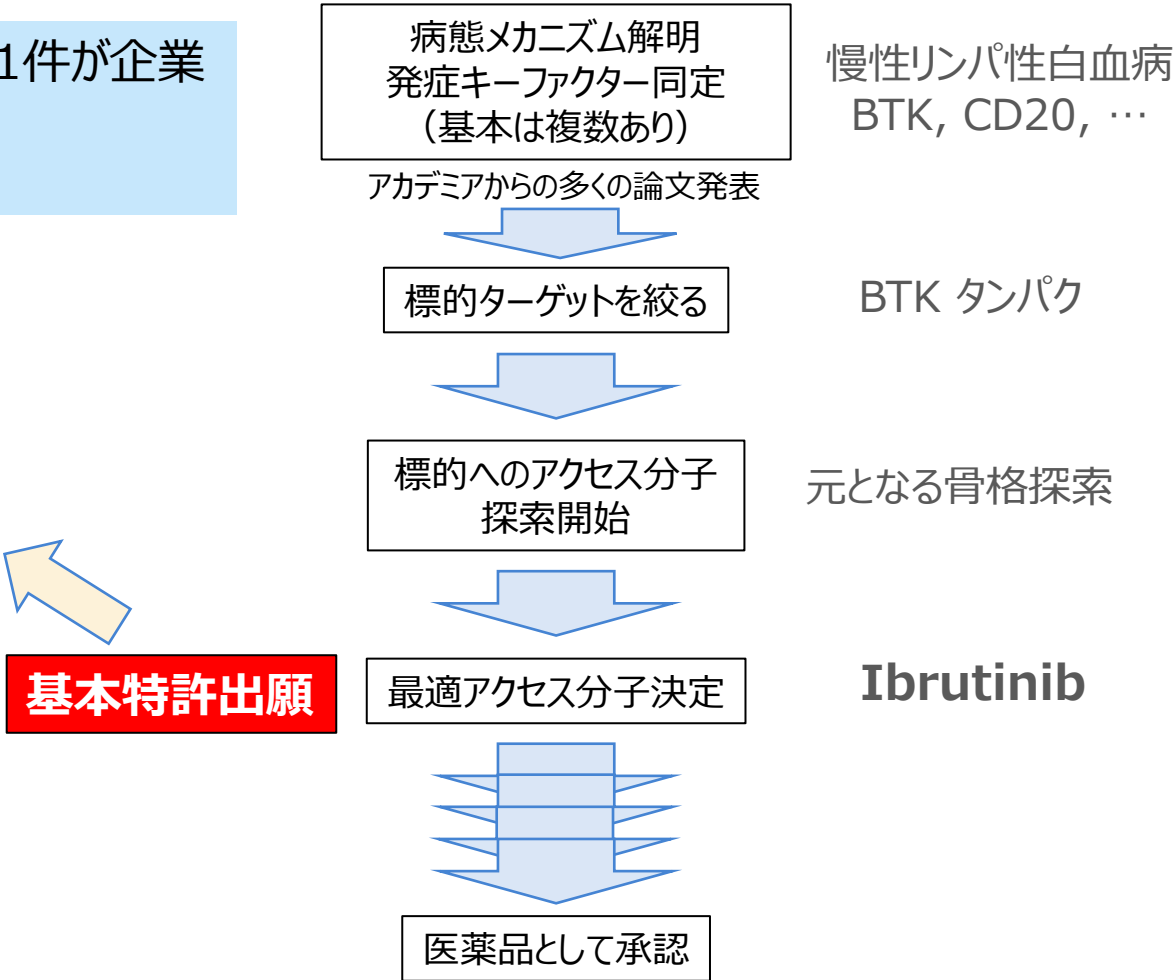 1件が企業
病態メカニズム解明
発症キーファクター同定
（基本は複数あり）
慢性リンパ性白血病
BTK, CD20, …
アカデミアからの多くの論文発表
標的ターゲットを絞る
BTK タンパク
標的へのアクセス分子
探索開始
元となる骨格探索
基本特許出願
最適アクセス分子決定
Ibrutinib
医薬品として承認